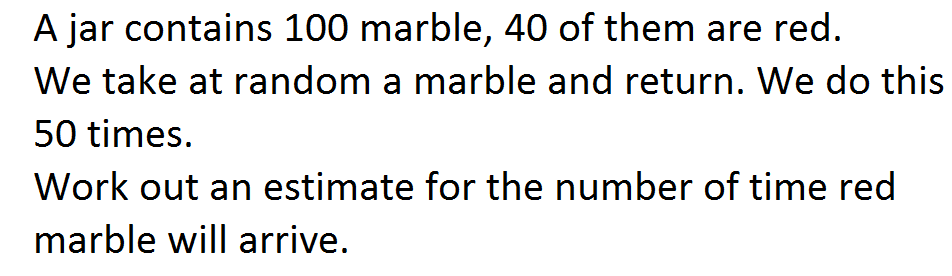 A jar contains 100 marble, 40 of them are red.
We take at random a marble and return. We do this
50 times.
Work out an estimate for the number of time red
marble will arrive.